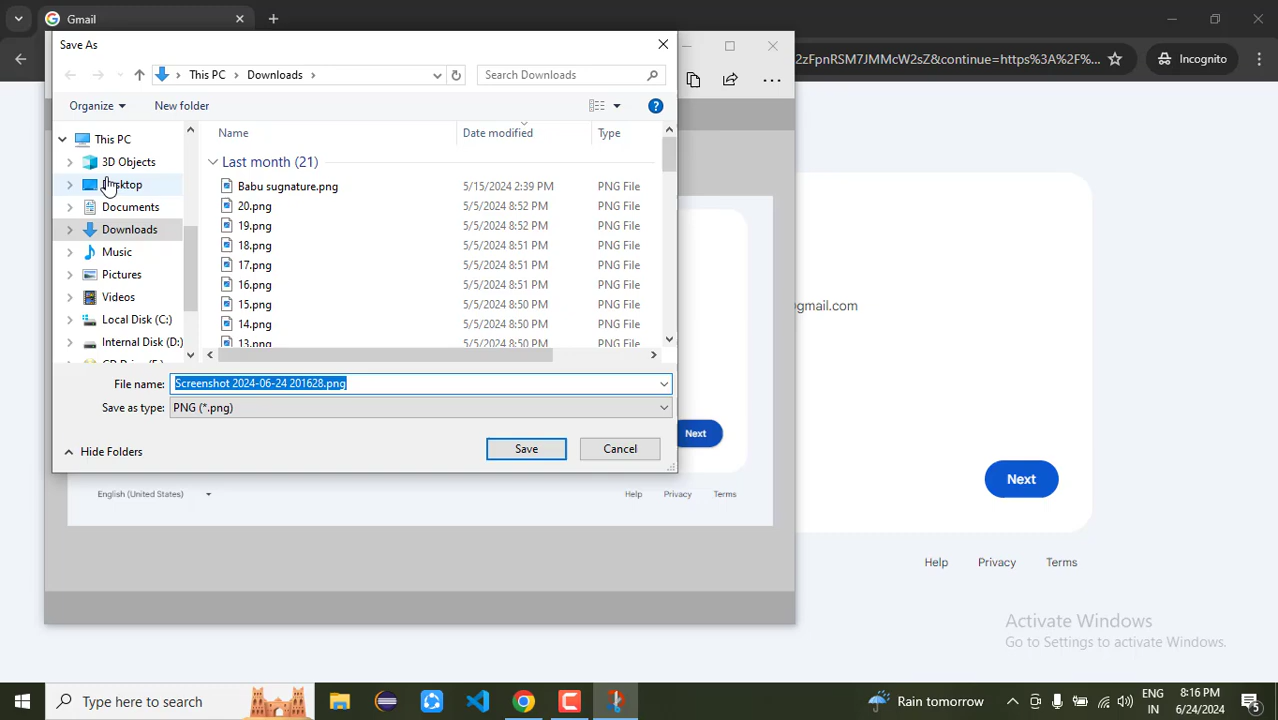 Gmail
Save As
This PC
Downloads
Search Downloads
2zFpnRSM7JMMcW2sZ&continue=https%3A%2F%...
Incognito
Organize
New folder
Name
Date modified
Type
This PC
3D Objects
Desktop
Documents
Downloads
Music
Pictures
Videos
Local Disk (C:)
Internal Disk (D:)
Last month (21)
Babu sugnature.png 5/15/2024 2:39 PM PNG File
20.png 5/5/2024 8:52 PM PNG File
19.png 5/5/2024 8:52 PM PNG File
18.png 5/5/2024 8:51 PM PNG File
17.png 5/5/2024 8:51 PM PNG File
16.png 5/5/2024 8:51 PM PNG File
15.png 5/5/2024 8:50 PM PNG File
14.png 5/5/2024 8:50 PM PNG File
13.png 5/5/2024 8:50 PM PNG File
@gmail.com
File name: Screenshot 2024-06-24 201628.png
Save as type: PNG (*.png)
Hide Folders
Save
Cancel
Next
Next
English (United States)
Help
Privacy
Terms
Help
Privacy
Terms
Activate Windows
Go to Settings to activate Windows.
Type here to search
Rain tomorrow
ENG
IN
8:16 PM
6/24/2024
5